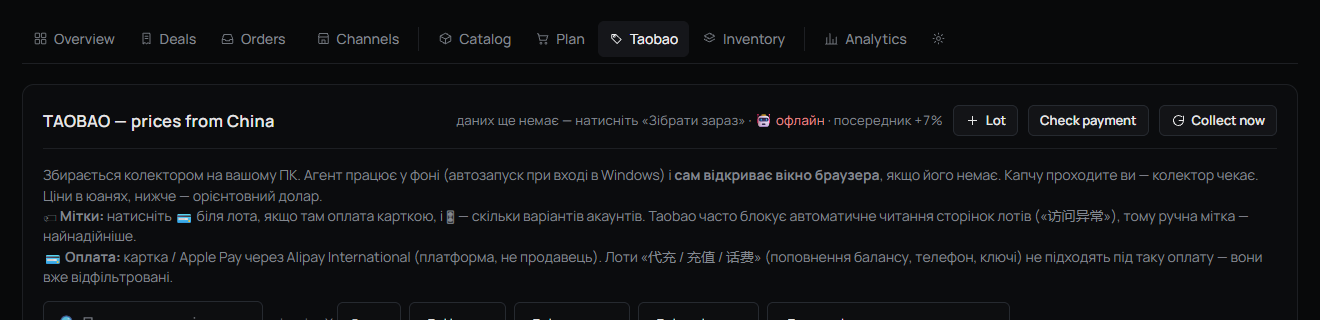 Overview Deals Orders Channels Catalog Plan Taobao Inventory Analytics
TAOBAO — prices from China
даних ще немає — натисніть «Зібрати зараз» · офлайн · посередник +7% + Lot Check payment Collect now
Збирається колектором на вашому ПК. Агент працює у фоні (автозапуск при вході в Windows) і сам відкриває вікно браузера, якщо його немає. Капчу проходите ви — колектор чекає.
Ціни в юанях, нижче — орієнтовний долар.
Мітки: натисніть 💳 біля лота, якщо там оплата карткою, і — скільки варіантів акаунтів. Taobao часто блокує автоматичне читання сторінок лотів («访问异常»), тому ручна мітка —
найнадійніше.
💳 Оплата: картка / Apple Pay через Alipay International (платформа, не продавець). Лоти «代充 / 充值 / 话费» (поповнення балансу, телефон, ключі) не підходять під таку оплату — вони
вже відфільтровані.